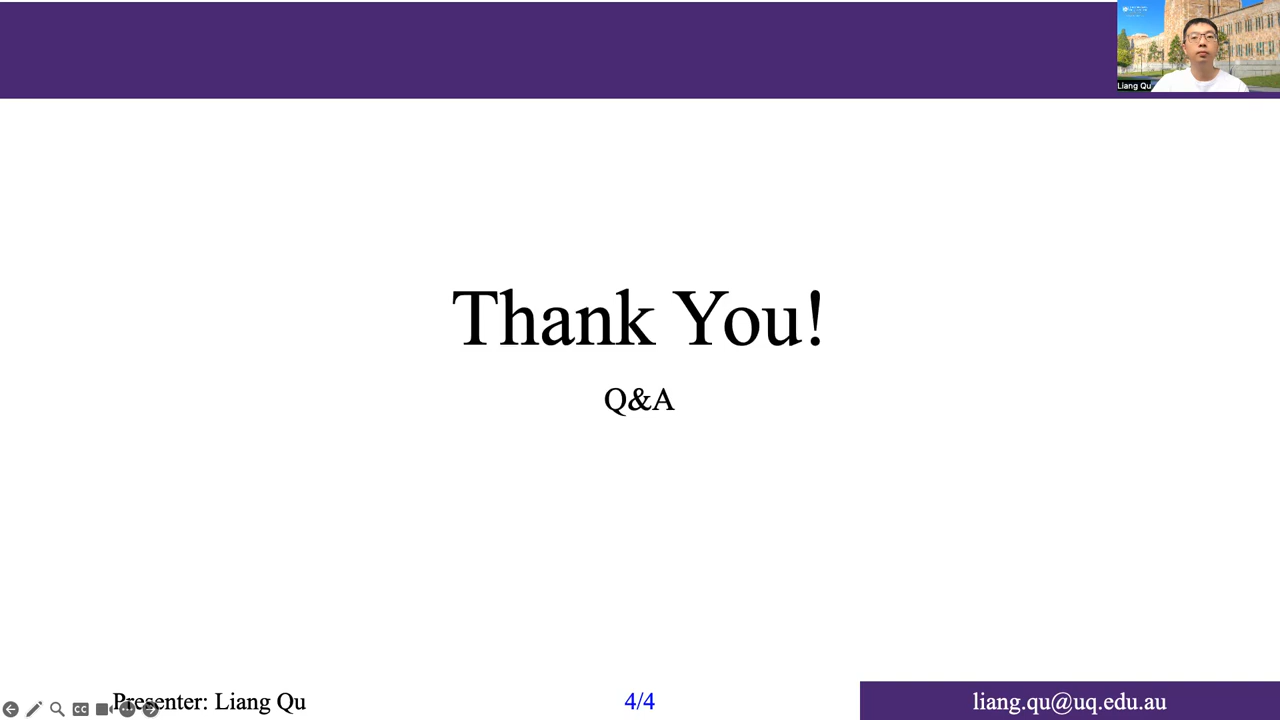 Liang Qu
Thank You!
Q&A
Presenter: Liang Qu
4/4
liang.qu@uq.edu.au